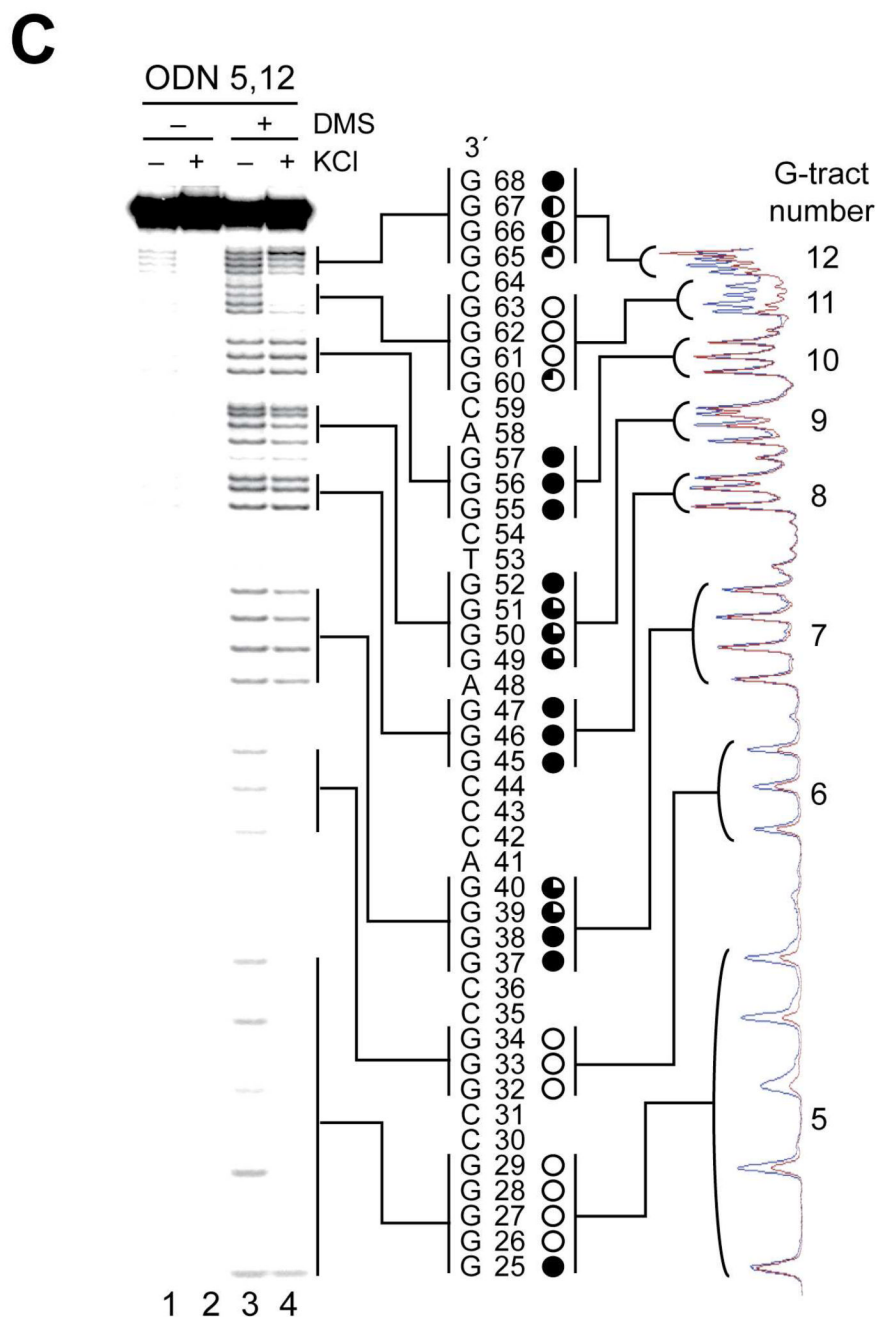 C
ODN 5,12
– + DMS
– + – + KCl
3´
G-tract
number
G 68
G 67
G 66
G 65
C 64
G 63
G 62
G 61
G 60
C 59
A 58
G 57
G 56
G 55
C 54
T 53
G 52
G 51
G 50
G 49
A 48
G 47
G 46
G 45
C 44
C 43
C 42
A 41
G 40
G 39
G 38
G 37
C 36
C 35
G 34
G 33
G 32
C 31
C 30
G 29
G 28
G 27
G 26
G 25
12
11
10
9
8
7
6
5
1 2 3 4